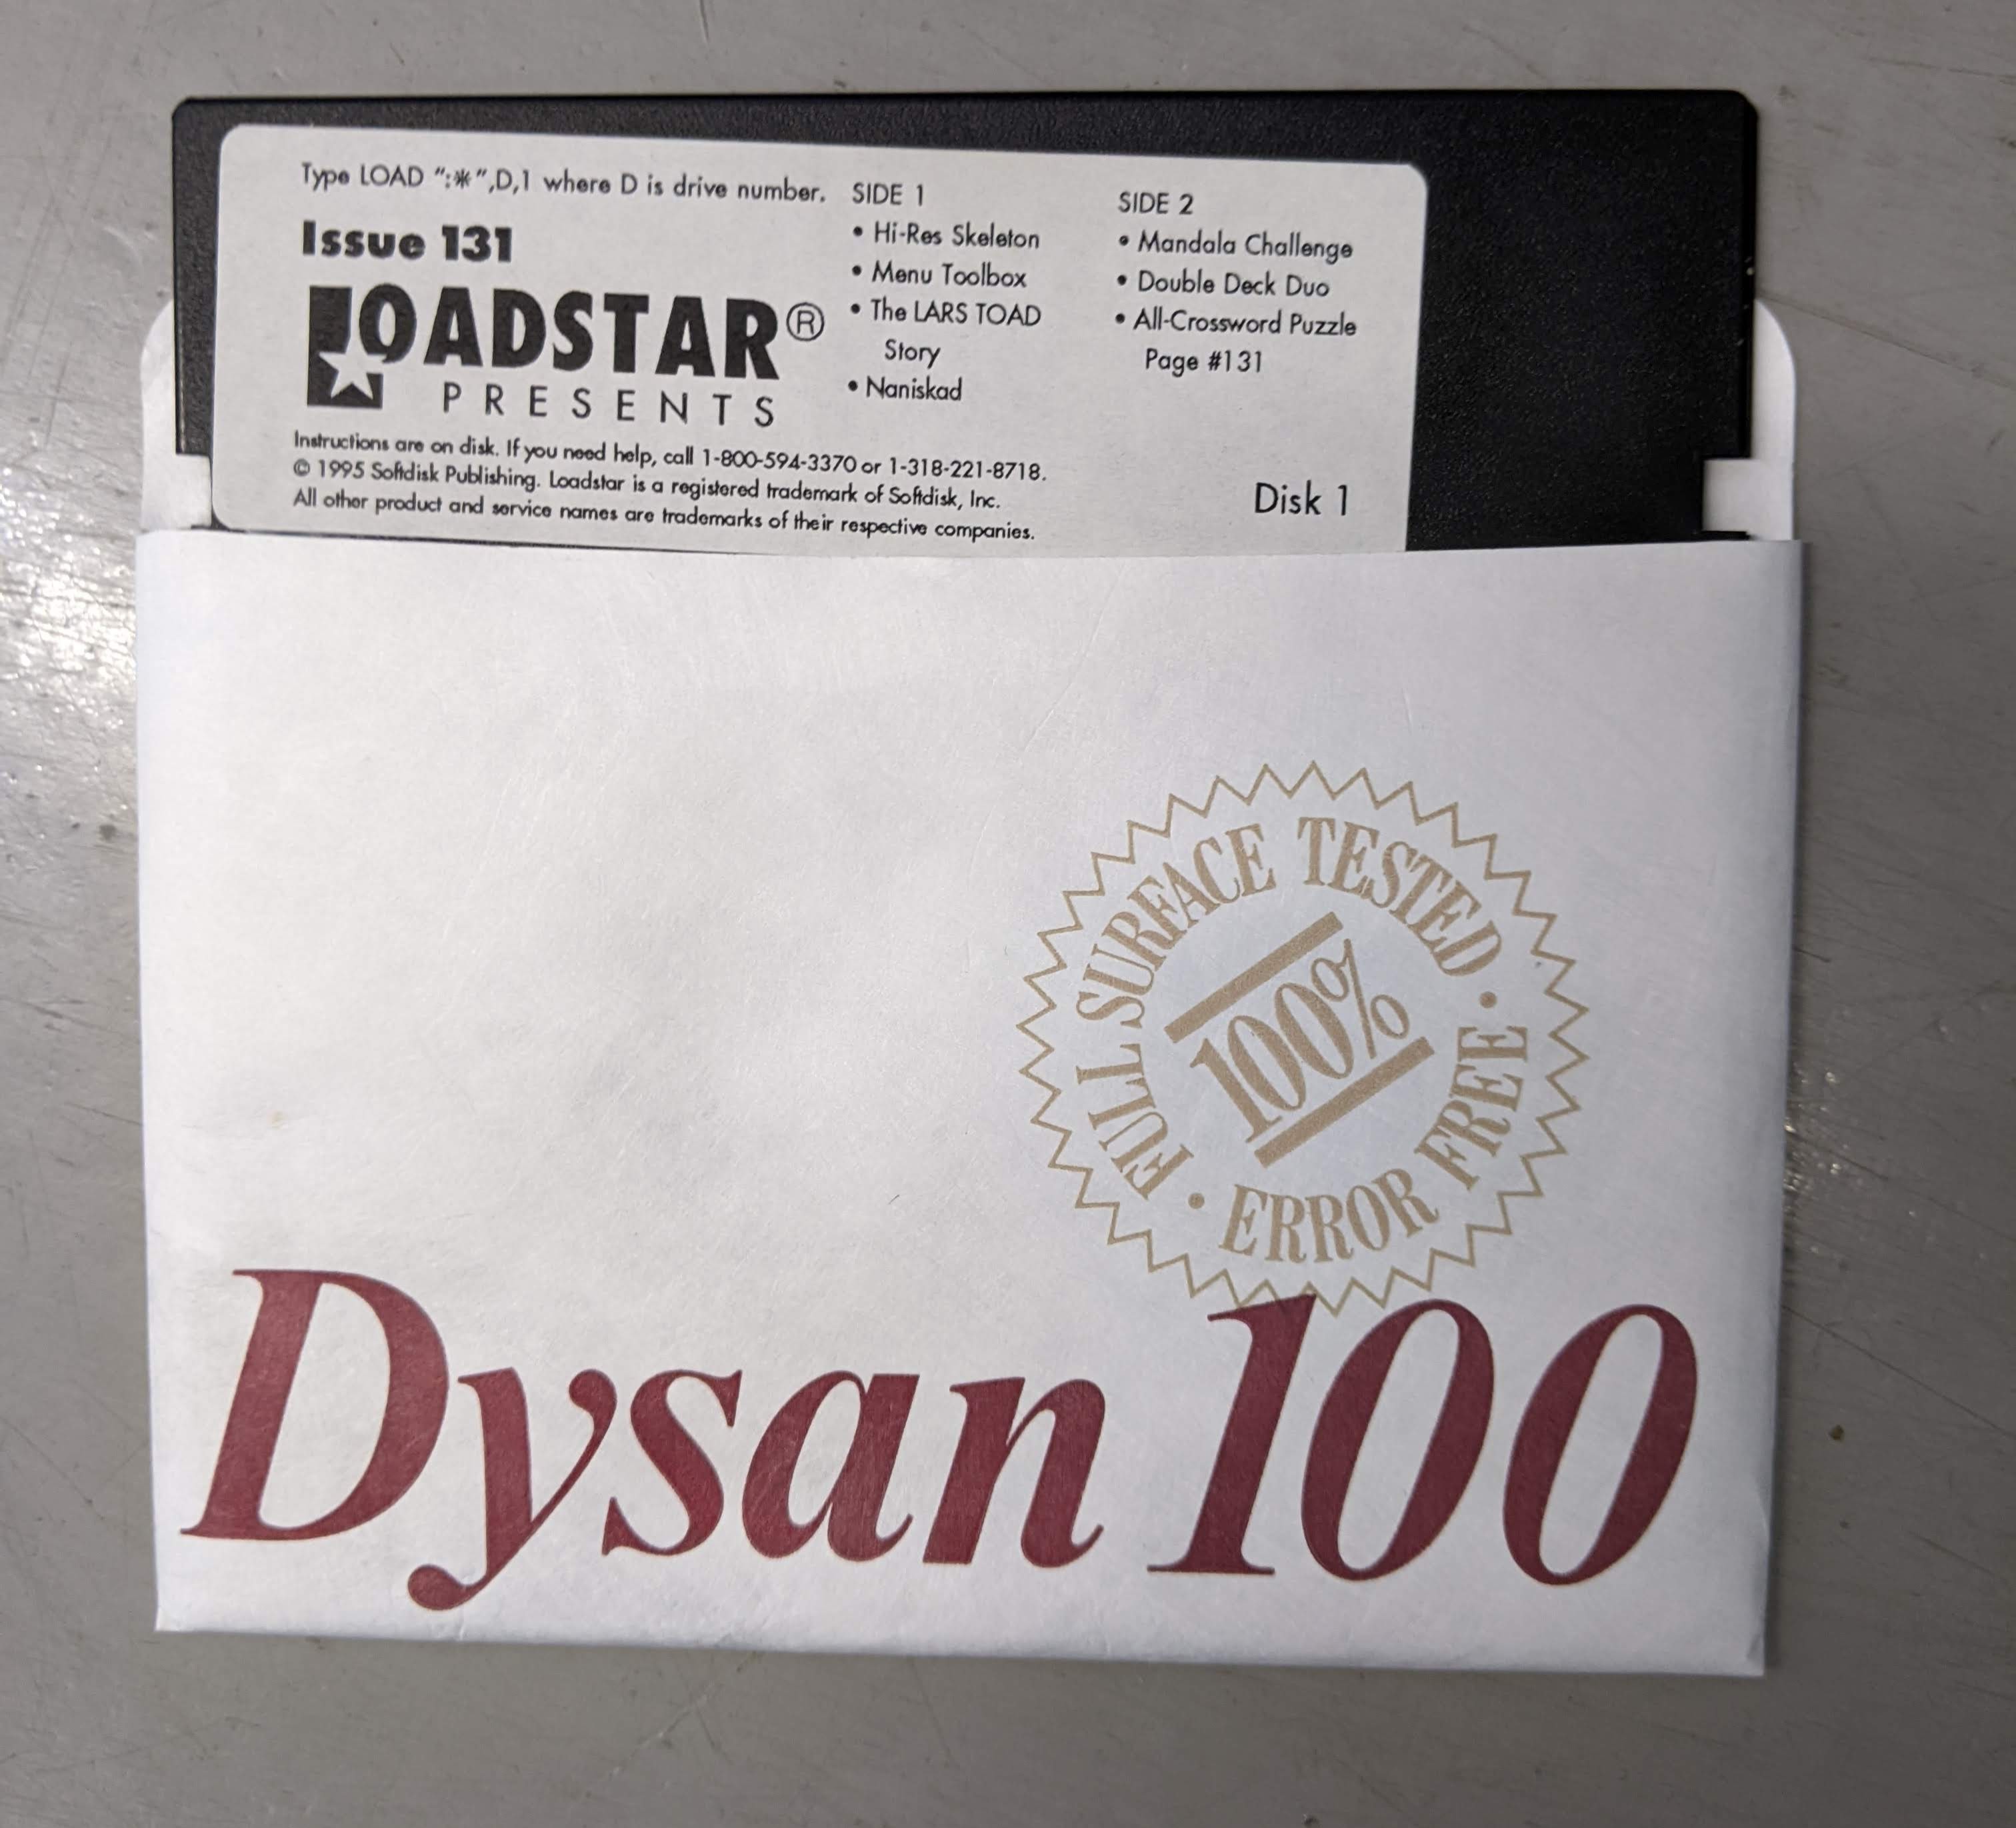 Type LOAD ":*",D,1 where D is drive number.
Issue 131
LOADSTAR®
PRESENTS
SIDE 1
• Hi-Res Skeleton
• Menu Toolbox
• The LARS TOAD
Story
• Naniskad
SIDE 2
• Mandala Challenge
• Double Deck Duo
• All-Crossword Puzzle
Page #131
Instructions are on disk. If you need help, call 1-800-594-3370 or 1-318-221-8718.
© 1995 Softdisk Publishing. Loadstar is a registered trademark of Softdisk, Inc.
All other product and service names are trademarks of their respective companies.
Disk 1
FULL SURFACE TESTED •
100%
ERROR FREE •
Dysan 100